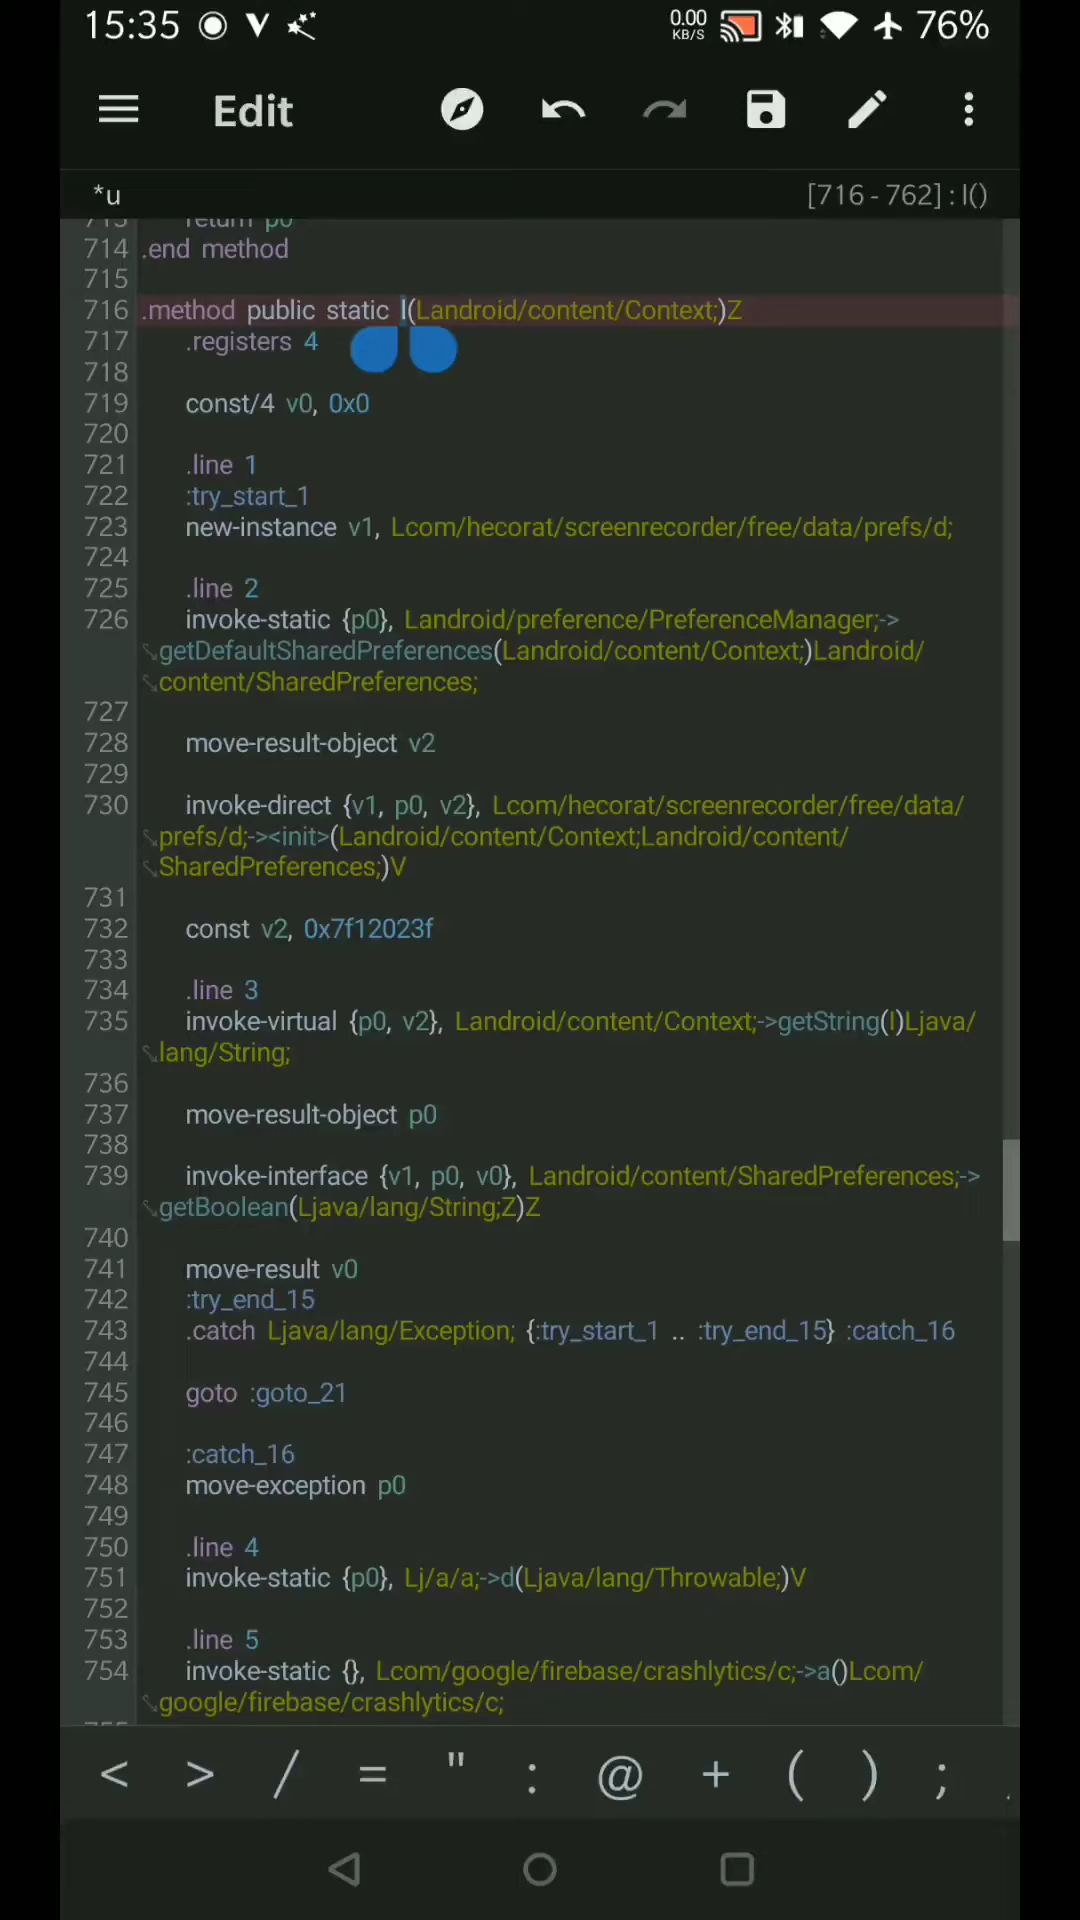 15:35 V 0.00 KB/S 76%
Edit
*u [716 - 762] : l()
713 return p0
714 .end method
715
716 .method public static l(Landroid/content/Context;)Z
717 .registers 4
718
719 const/4 v0, 0x0
720
721 .line 1
722 :try_start_1
723 new-instance v1, Lcom/hecorat/screenrecorder/free/data/prefs/d;
724
725 .line 2
726 invoke-static {p0}, Landroid/preference/PreferenceManager;->
getDefaultSharedPreferences(Landroid/content/Context;)Landroid/
content/SharedPreferences;
727
728 move-result-object v2
729
730 invoke-direct {v1, p0, v2}, Lcom/hecorat/screenrecorder/free/data/
prefs/d;-><init>(Landroid/content/Context;Landroid/content/
SharedPreferences;)V
731
732 const v2, 0x7f12023f
733
734 .line 3
735 invoke-virtual {p0, v2}, Landroid/content/Context;->getString(I)Ljava/
lang/String;
736
737 move-result-object p0
738
739 invoke-interface {v1, p0, v0}, Landroid/content/SharedPreferences;->
getBoolean(Ljava/lang/String;Z)Z
740
741 move-result v0
742 :try_end_15
743 .catch Ljava/lang/Exception; {:try_start_1 .. :try_end_15} :catch_16
744
745 goto :goto_21
746
747 :catch_16
748 move-exception p0
749
750 .line 4
751 invoke-static {p0}, Lj/a/a;->d(Ljava/lang/Throwable;)V
752
753 .line 5
754 invoke-static {}, Lcom/google/firebase/crashlytics/c;->a()Lcom/
google/firebase/crashlytics/c;
< > / = " : @ + ( ) ; .